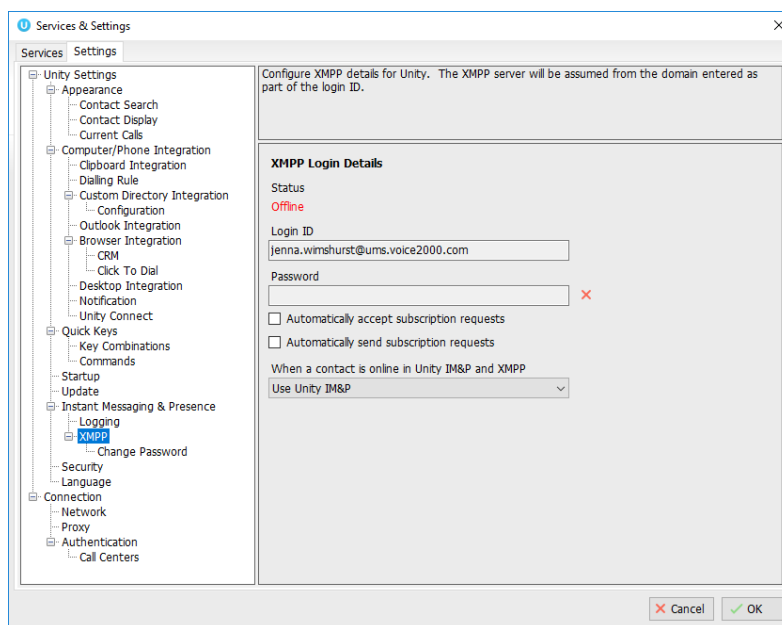 Services & Settings
Services Settings
Unity Settings
Appearance
Contact Search
Contact Display
Current Calls
Computer/Phone Integration
Clipboard Integration
Dialling Rule
Custom Directory Integration
Configuration
Outlook Integration
Browser Integration
CRM
Click To Dial
Desktop Integration
Notification
Unity Connect
Quick Keys
Key Combinations
Commands
Startup
Update
Instant Messaging & Presence
Logging
XMPP
Change Password
Security
Language
Connection
Network
Proxy
Authentication
Call Centers
Configure XMPP details for Unity. The XMPP server will be assumed from the domain entered as
part of the login ID.
XMPP Login Details
Status
Offline
Login ID
jenna.wimshurst@ums.voice2000.com
Password
Automatically accept subscription requests
Automatically send subscription requests
When a contact is online in Unity IM&P and XMPP
Use Unity IM&P
Cancel OK